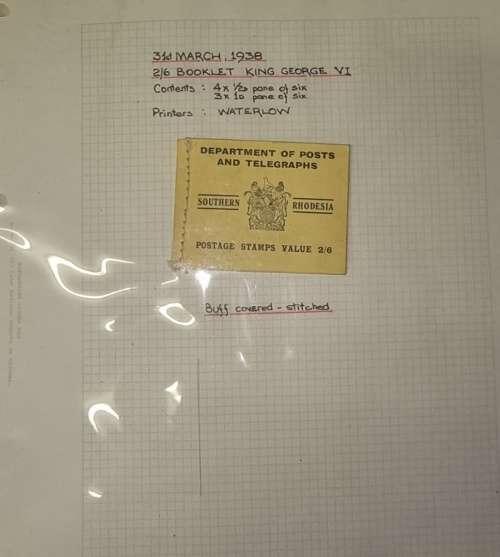 31st MARCH, 1938
2/6 BOOKLET KING GEORGE VI
Contents : 4 x ½d pane of six
3 x 1d pane of six
Printers : WATERLOW
DEPARTMENT OF POSTS
AND TELEGRAPHS
SOUTHERN RHODESIA
POSTAGE STAMPS VALUE 2/6
Buff covered - stitched